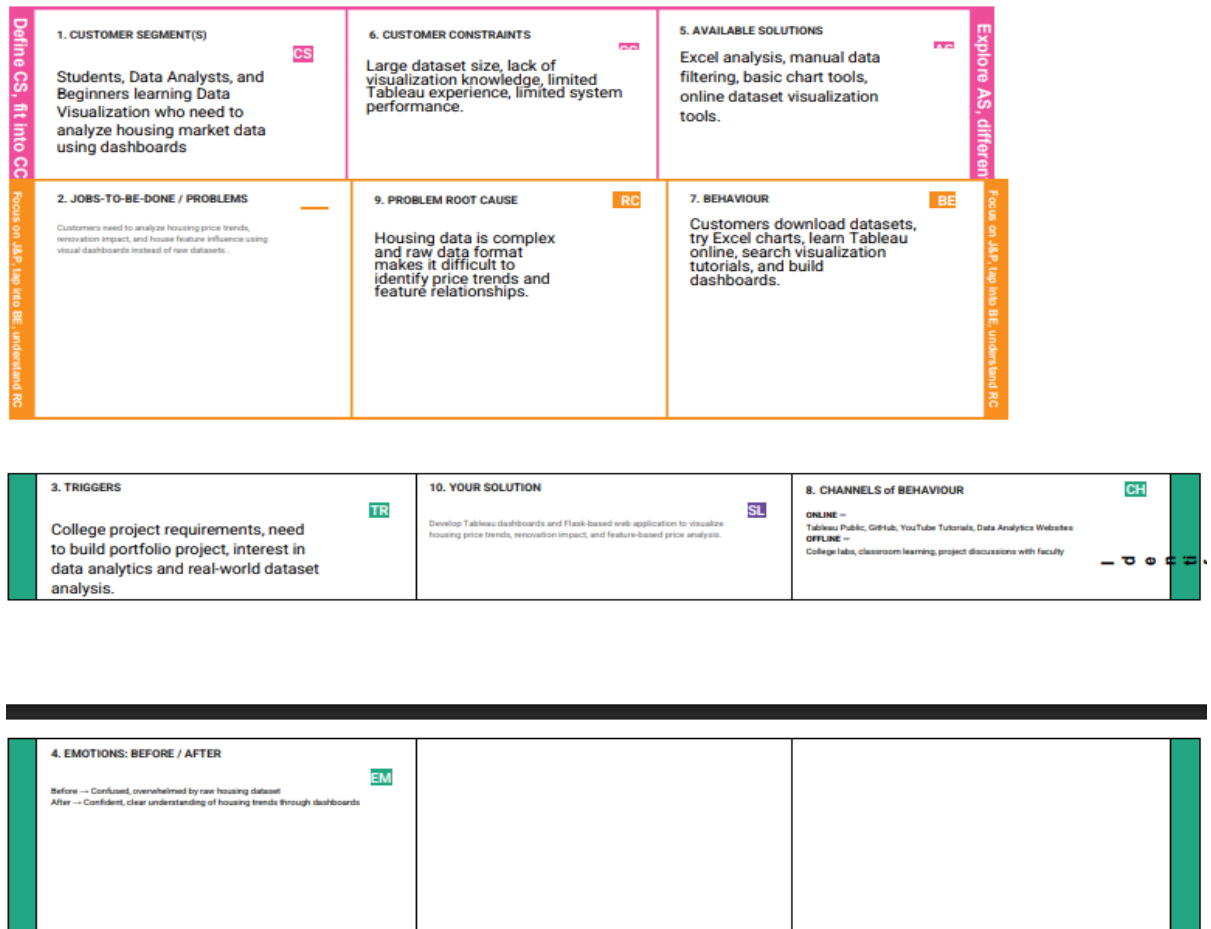 Define CS, fit into CC
1. CUSTOMER SEGMENT(S)
CS
Students, Data Analysts, and
Beginners learning Data
Visualization who need to
analyze housing market data
using dashboards
6. CUSTOMER CONSTRAINTS
CC
Large dataset size, lack of
visualization knowledge, limited
Tableau experience, limited system
performance.
5. AVAILABLE SOLUTIONS
AS
Excel analysis, manual data
filtering, basic chart tools,
online dataset visualization
tools.
Explore AS, differen
Focus on J&P, tap into BE, understand RC
2. JOBS-TO-BE-DONE / PROBLEMS
Customers need to analyze housing price trends,
renovation impact, and house feature influence using
visual dashboards instead of raw datasets..
9. PROBLEM ROOT CAUSE
RC
Housing data is complex
and raw data format
makes it difficult to
identify price trends and
feature relationships.
7. BEHAVIOUR
BE
Customers download datasets,
try Excel charts, learn Tableau
online, search visualization
tutorials, and build
dashboards.
Focus on J&P, tap into BE, understand RC
3. TRIGGERS
TR
College project requirements, need
to build portfolio project, interest in
data analytics and real-world dataset
analysis.
10. YOUR SOLUTION
SL
Develop Tableau dashboards and Flask-based web application to visualize
housing price trends, renovation impact, and feature-based price analysis.
8. CHANNELS of BEHAVIOUR
CH
ONLINE –
Tableau Public, GitHub, YouTube Tutorials, Data Analytics Websites
OFFLINE –
College labs, classroom learning, project discussions with faculty
Identi
4. EMOTIONS: BEFORE / AFTER
EM
Before → Confused, overwhelmed by raw housing dataset
After → Confident, clear understanding of housing trends through dashboards